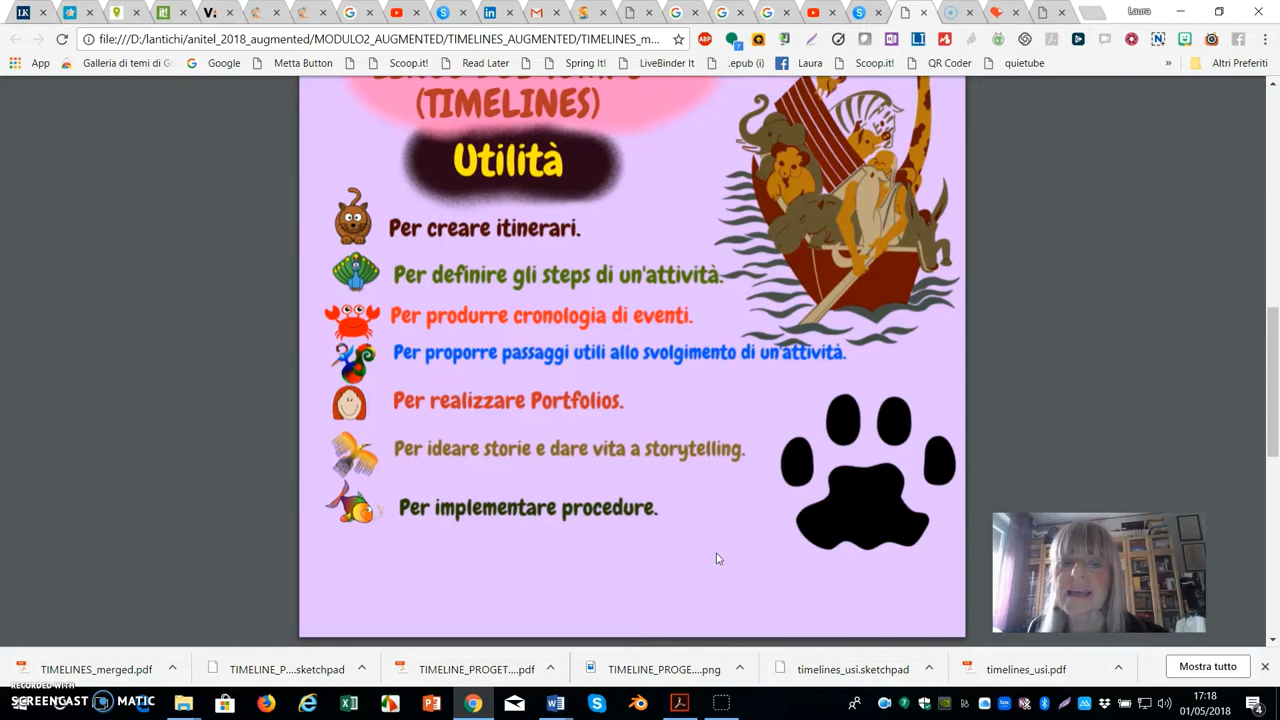 Laura
file:///D:/lantichi/anitel_2018_augmented/MODULO2_AUGMENTED/TIMELINES_AUGMENTED/TIMELINES_m...
App
Galleria di temi di G
Google
Metta Button
Scoop.it!
Read Later
Spring It!
LiveBinder It
.epub (i)
Laura
Scoop.it!
QR Coder
quietube
»
Altri Preferiti
(TIMELINES)
Utilità
Per creare itinerari.
Per definire gli steps di un'attività.
Per produrre cronologia di eventi.
Per proporre passaggi utili allo svolgimento di un'attività.
Per realizzare Portfolios.
Per ideare storie e dare vita a storytelling.
Per implementare procedure.
TIMELINES_merged.pdf
TIMELINE_P....sketchpad
TIMELINE_PROGET....pdf
TIMELINE_PROGE....png
timelines_usi.sketchpad
timelines_usi.pdf
Mostra tutto
RECORDED WITH
SCREENCAST MATIC
17:18
01/05/2018